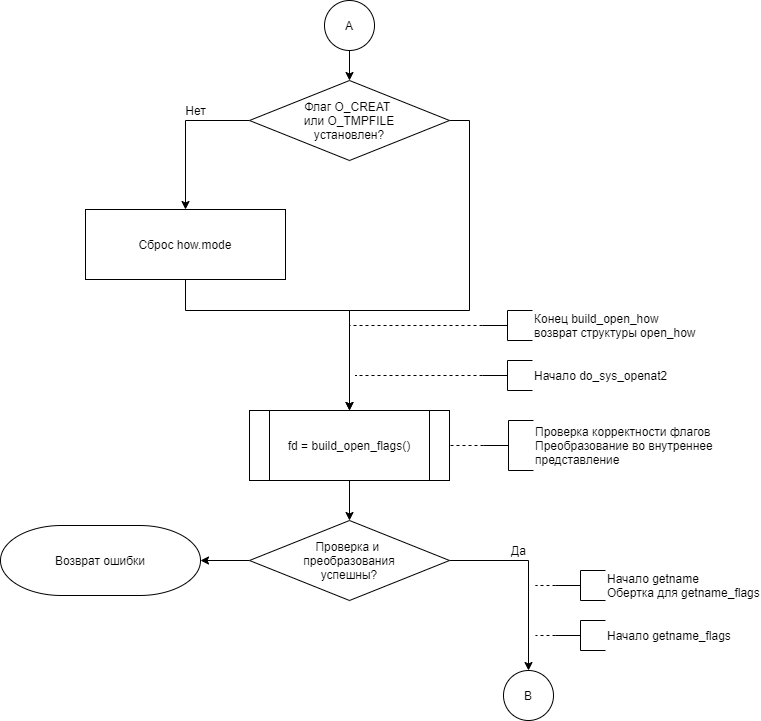 A
Флаг O_CREAT
или O_TMPFILE
установлен?
Нет
Сброс how.mode
Конец build_open_how
возврат структуры open_how
Начало do_sys_openat2
fd = build_open_flags()
Проверка корректности флагов
Преобразование во внутреннее
представление
Проверка и
преобразования
успешны?
Возврат ошибки
Да
Начало getname
Обертка для getname_flags
Начало getname_flags
B